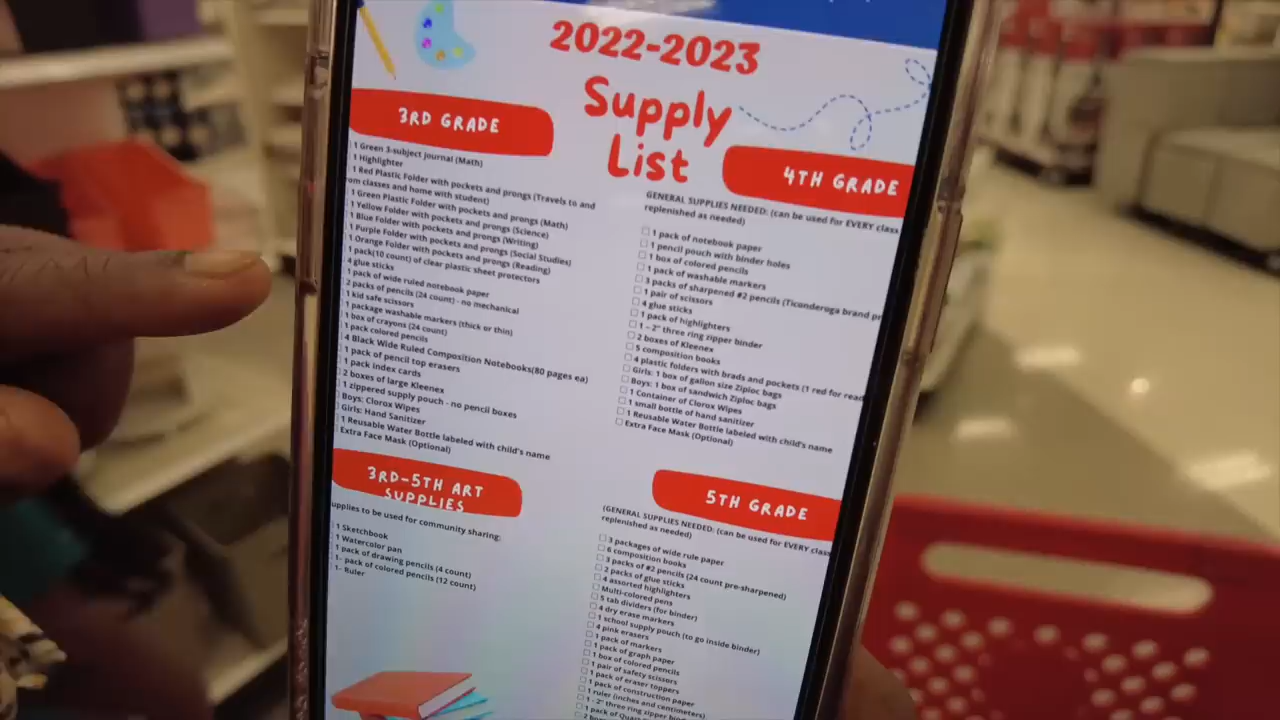 2022-2023
Supply
List
3RD GRADE
1 Green 3-subject journal (Math)
1 Highlighter
1 Red Plastic Folder with pockets and prongs (Travels to and
om classes and home with student)
1 Green Plastic Folder with pockets and prongs (Math)
1 Yellow Folder with pockets and prongs (Science)
1 Blue Folder with pockets and prongs (Writing)
1 Purple Folder with pockets and prongs (Social Studies)
1 Orange Folder with pockets and prongs (Reading)
1 pack(10 count) of clear plastic sheet protectors
4 glue sticks
1 pack of wide ruled notebook paper
2 packs of pencils (24 count) - no mechanical
1 kid safe scissors
1 package washable markers (thick or thin)
1 box of crayons (24 count)
1 pack colored pencils
4 Black Wide Ruled Composition Notebooks(80 pages ea)
1 pack of pencil top erasers
1 pack index cards
2 boxes of large Kleenex
1 zippered supply pouch - no pencil boxes
Boys: Clorox Wipes
Girls: Hand Sanitizer
1 Reusable Water Bottle labeled with child's name
Extra Face Mask (Optional)
3RD-5TH ART
SUPPLIES
upplies to be used for community sharing:
1 Sketchbook
1 Watercolor pan
1 pack of drawing pencils (4 count)
1- pack of colored pencils (12 count)
1- Ruler
4TH GRADE
GENERAL SUPPLIES NEEDED: (can be used for EVERY class
replenished as needed)
1 pack of notebook paper
1 pencil pouch with binder holes
1 box of colored pencils
1 pack of washable markers
3 packs of sharpened #2 pencils (Ticonderoga brand pr
1 pair of scissors
4 glue sticks
1 pack of highlighters
1 - 2" three ring zipper binder
2 boxes of Kleenex
5 composition books
4 plastic folders with brads and pockets (1 red for read
Girls: 1 box of gallon size Ziploc bags
Boys: 1 box of sandwich Ziploc bags
1 Container of Clorox Wipes
1 small bottle of hand sanitizer
1 Reusable Water Bottle labeled with child's name
Extra Face Mask (Optional)
5TH GRADE
(GENERAL SUPPLIES NEEDED: (can be used for EVERY class
replenished as needed)
3 packages of wide rule paper
6 composition books
3 packs of #2 pencils (24 count pre-sharpened)
2 packs of glue sticks
4 assorted highlighters
Multi-colored pens
5 tab dividers (for binder)
4 dry erase markers
1 school supply pouch (to go inside binder)
4 pink erasers
1 pack of markers
1 pack of graph paper
1 box of colored pencils
1 pair of safety scissors
1 pack of eraser toppers
1 pack of construction paper
1 ruler (inches and centimeters)
1 - 2" three ring zipper
1 pack of